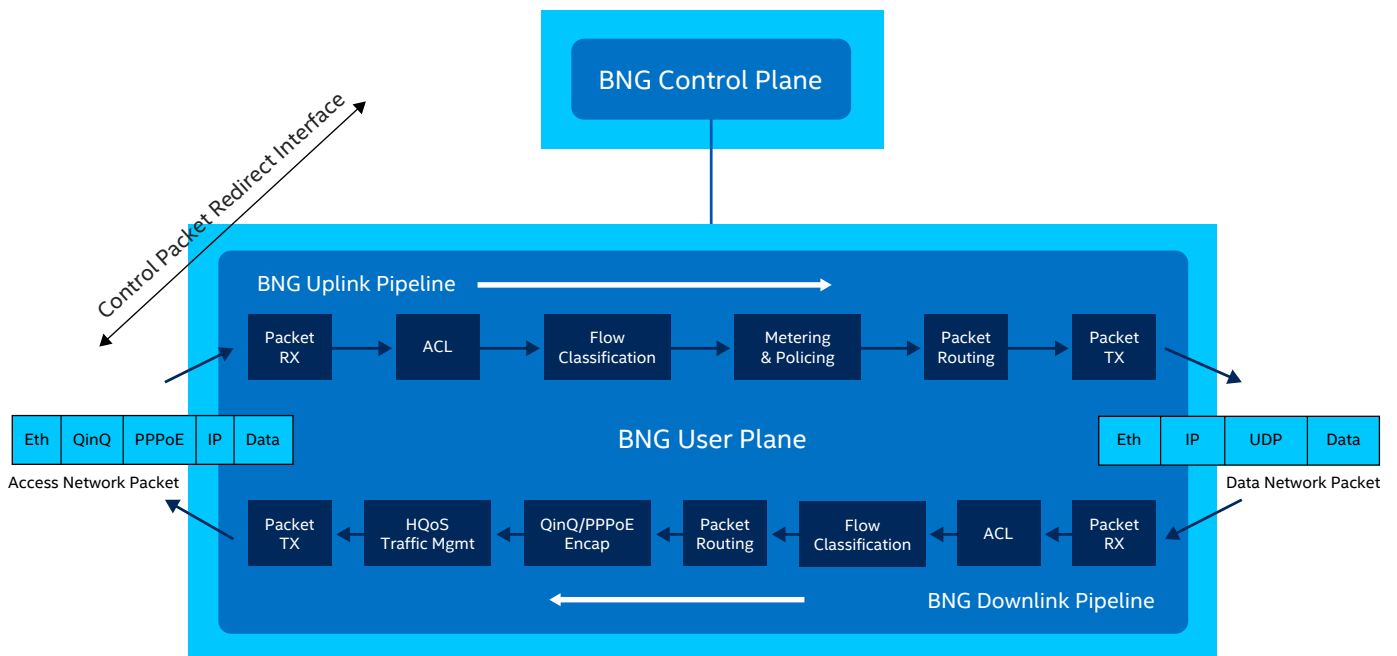 BNG Control Plane
Control Packet Redirect Interface
BNG Uplink Pipeline
Packet
RX
ACL
Flow
Classification
Metering
& Policing
Packet
Routing
Packet
TX
Eth QinQ PPPoE IP Data
Access Network Packet
BNG User Plane
Eth IP UDP Data
Data Network Packet
Packet
TX
HQoS
Traffic Mgmt
QinQ/PPPoE
Encap
Packet
Routing
Flow
Classification
ACL
Packet
RX
BNG Downlink Pipeline